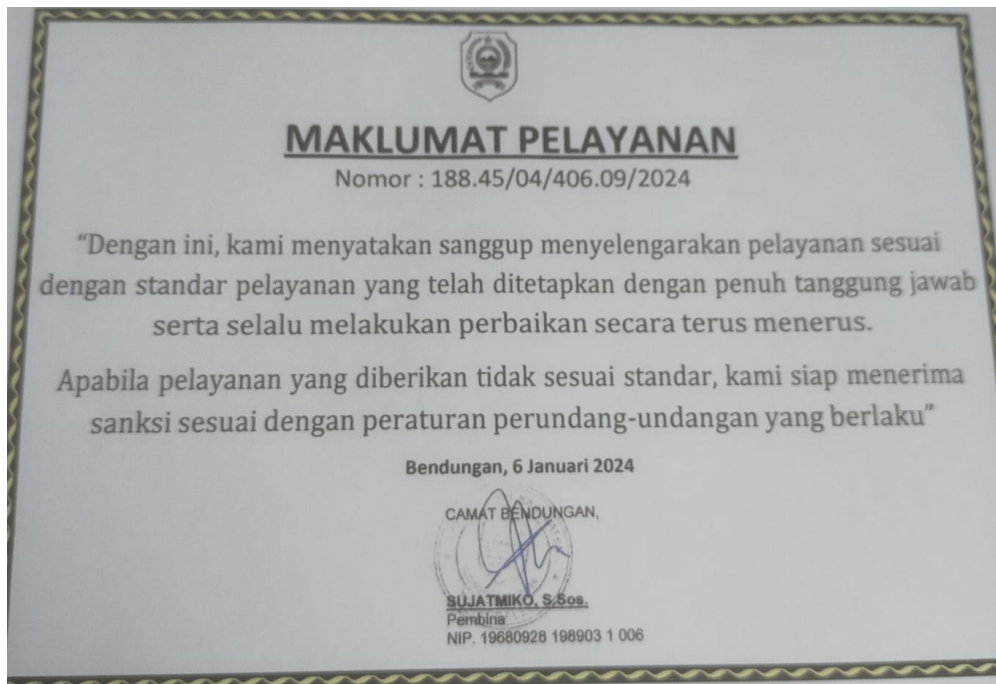 MAKLUMAT PELAYANAN
Nomor : 188.45/04/406.09/2024
“Dengan ini, kami menyatakan sanggup menyelengarakan pelayanan sesuai
dengan standar pelayanan yang telah ditetapkan dengan penuh tanggung jawab
serta selalu melakukan perbaikan secara terus menerus.
Apabila pelayanan yang diberikan tidak sesuai standar, kami siap menerima
sanksi sesuai dengan peraturan perundang-undangan yang berlaku”
Bendungan, 6 Januari 2024
CAMAT BENDUNGAN,
SUJATMIKO, S.Sos.
Pembina
NIP. 19680928 198903 1 006